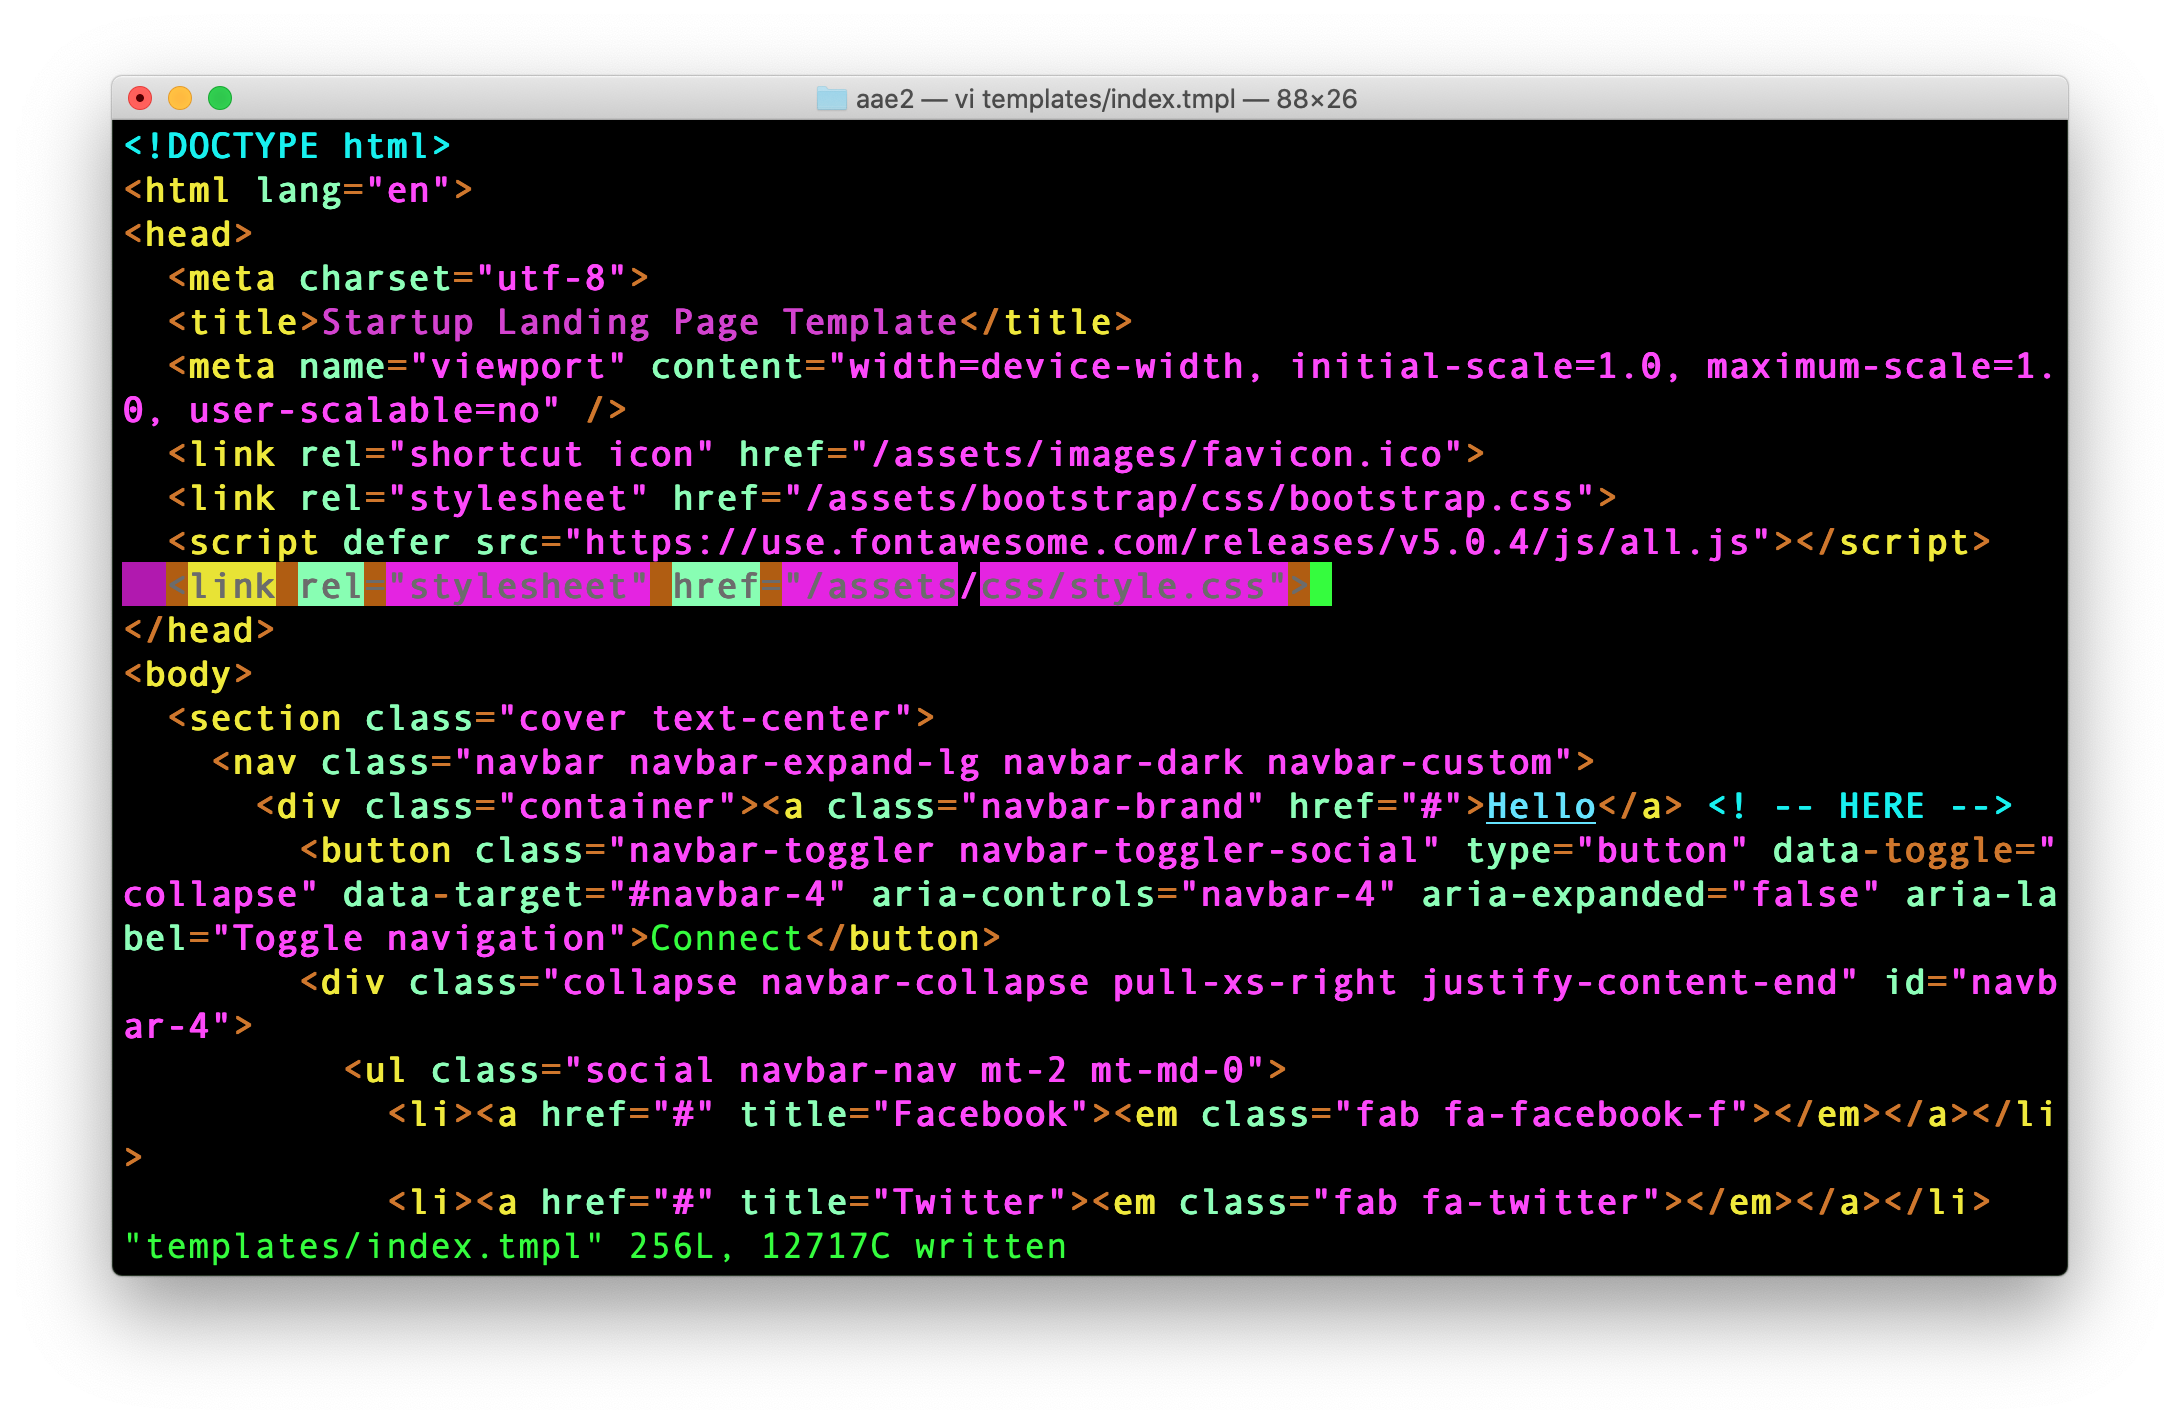 aae2 — vi templates/index.tmpl — 88×26
<!DOCTYPE html>
<html lang="en">
<head>
  <meta charset="utf-8">
  <title>Startup Landing Page Template</title>
  <meta name="viewport" content="width=device-width, initial-scale=1.0, maximum-scale=1.
0, user-scalable=no" />
  <link rel="shortcut icon" href="/assets/images/favicon.ico">
  <link rel="stylesheet" href="/assets/bootstrap/css/bootstrap.css">
  <script defer src="https://use.fontawesome.com/releases/v5.0.4/js/all.js"></script>
  <link rel="stylesheet" href="/assets/css/style.css">
</head>
<body>
  <section class="cover text-center">
    <nav class="navbar navbar-expand-lg navbar-dark navbar-custom">
      <div class="container"><a class="navbar-brand" href="#">Hello</a> <! -- HERE -->
        <button class="navbar-toggler navbar-toggler-social" type="button" data-toggle="
collapse" data-target="#navbar-4" aria-controls="navbar-4" aria-expanded="false" aria-la
bel="Toggle navigation">Connect</button>
        <div class="collapse navbar-collapse pull-xs-right justify-content-end" id="navb
ar-4">
          <ul class="social navbar-nav mt-2 mt-md-0">
            <li><a href="#" title="Facebook"><em class="fab fa-facebook-f"></em></a></li
>
            <li><a href="#" title="Twitter"><em class="fab fa-twitter"></em></a></li>
"templates/index.tmpl" 256L, 12717C written